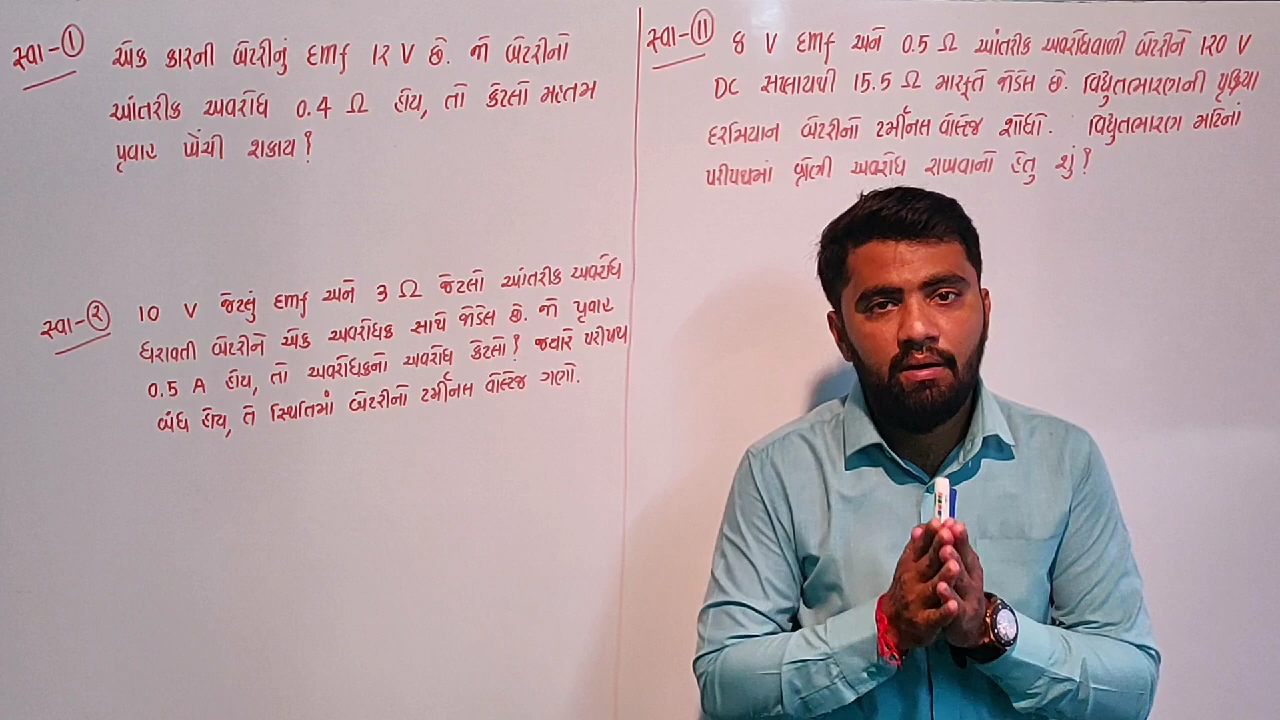 સ્વા-① એક કારની બેટરીનું emf 12 V છે. જો બેટરીનો
આંતરીક અવરોધ 0.4 Ω હોય, તો કેટલો મહત્તમ
પ્રવાહ ખેંચી શકાય?
સ્વા-② 10 V જેટલું emf અને 3 Ω જેટલો આંતરીક અવરોધ
ધરાવતી બેટરીને એક અવરોધક સાથે જોડેલ છે. જો પ્રવાહ
0.5 A હોય, તો અવરોધકનો અવરોધ કેટલો? જ્યારે પરીપથ
બંધ હોય, તે સ્થિતિમાં બેટરીનો ટર્મીનલ વોલ્ટેજ ગણો.
સ્વા-⑪ 8 V emf અને 0.5 Ω આંતરીક અવરોધવાળી બેટરીને 120 V
DC સપ્લાયથી 15.5 Ω મારફતે જોડેલ છે. વિદ્યુતભારણની પ્રક્રિયા
દરમિયાન બેટરીનો ટર્મીનલ વોલ્ટેજ શોધો. વિદ્યુતભારણ માટેનાં
પરીપથમાં શ્રેણી અવરોધ રાખવાનો હેતુ શું?